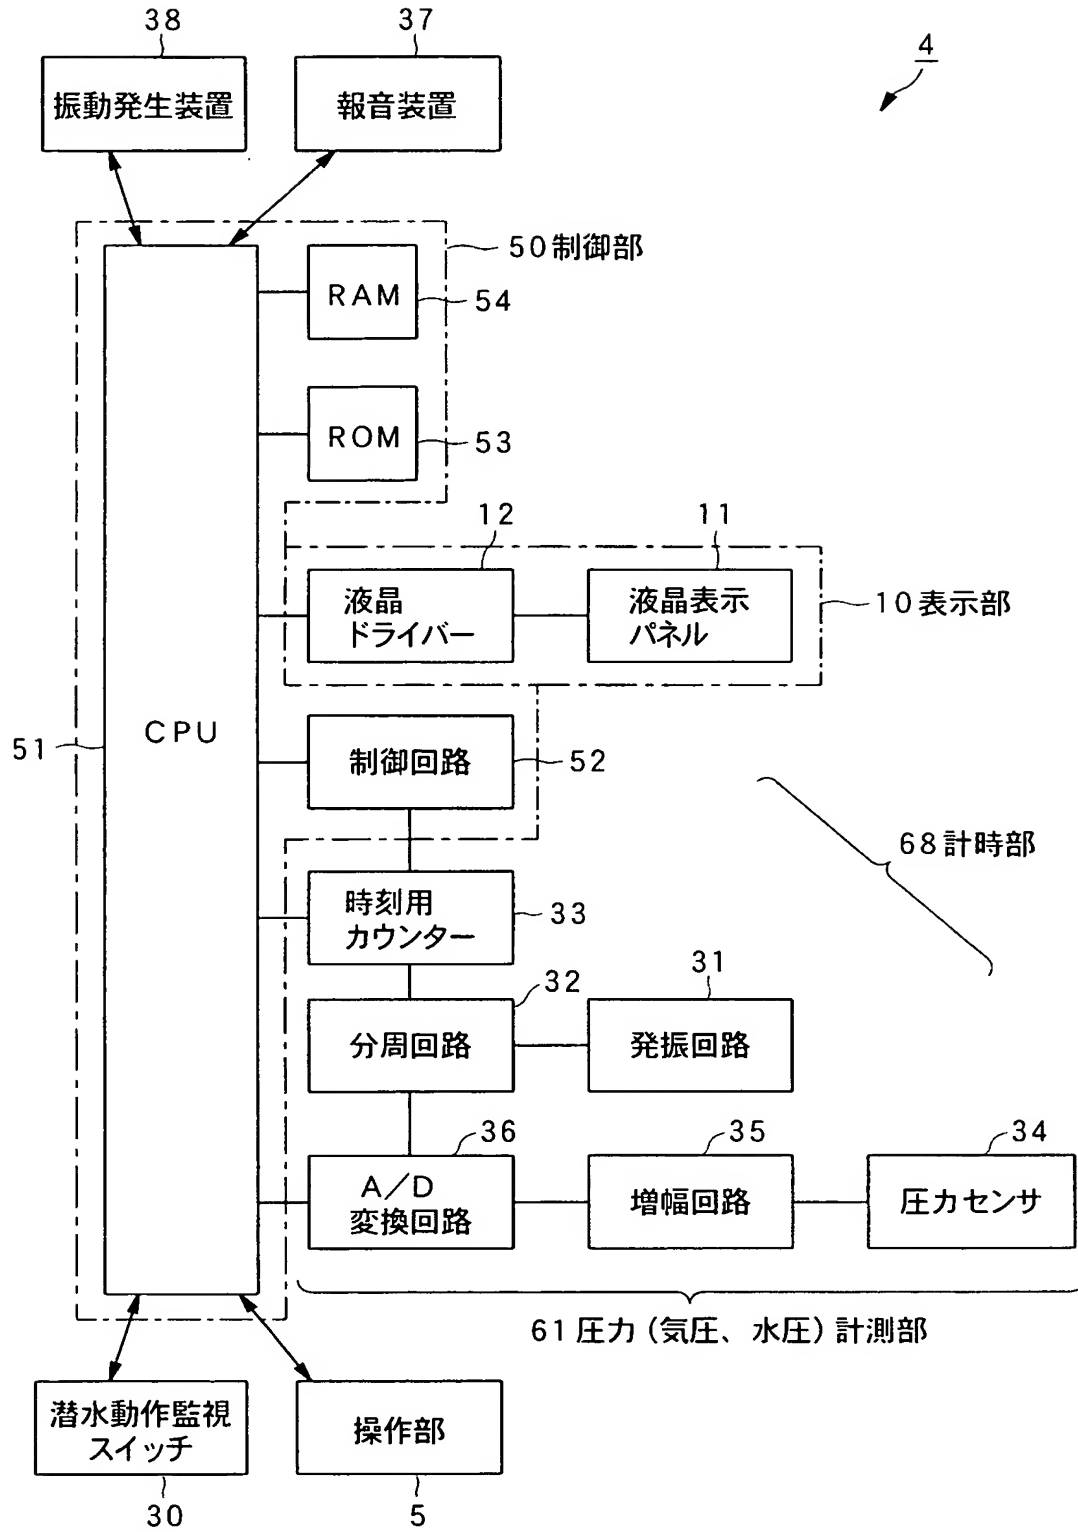 38
37
4
振動発生装置
報音装置
50制御部
RAM
54
ROM
53
12
11
液晶
ドライバー
液晶表示
パネル
10表示部
51
CPU
制御回路
52
68計時部
時刻用
カウンター
33
32
31
分周回路
発振回路
36
35
34
A/D
変換回路
増幅回路
圧力センサ
61圧力(気圧、水圧)計測部
潜水動作監視
スイッチ
操作部
30
5